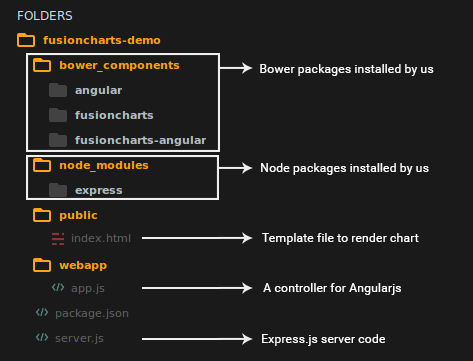 FOLDERS
fusioncharts-demo
bower_components
Bower packages installed by us
angular
fusioncharts
fusioncharts-angular
node_modules
Node packages installed by us
express
public
index.html
Template file to render chart
webapp
app.js
A controller for Angularjs
package.json
server.js
Express.js server code